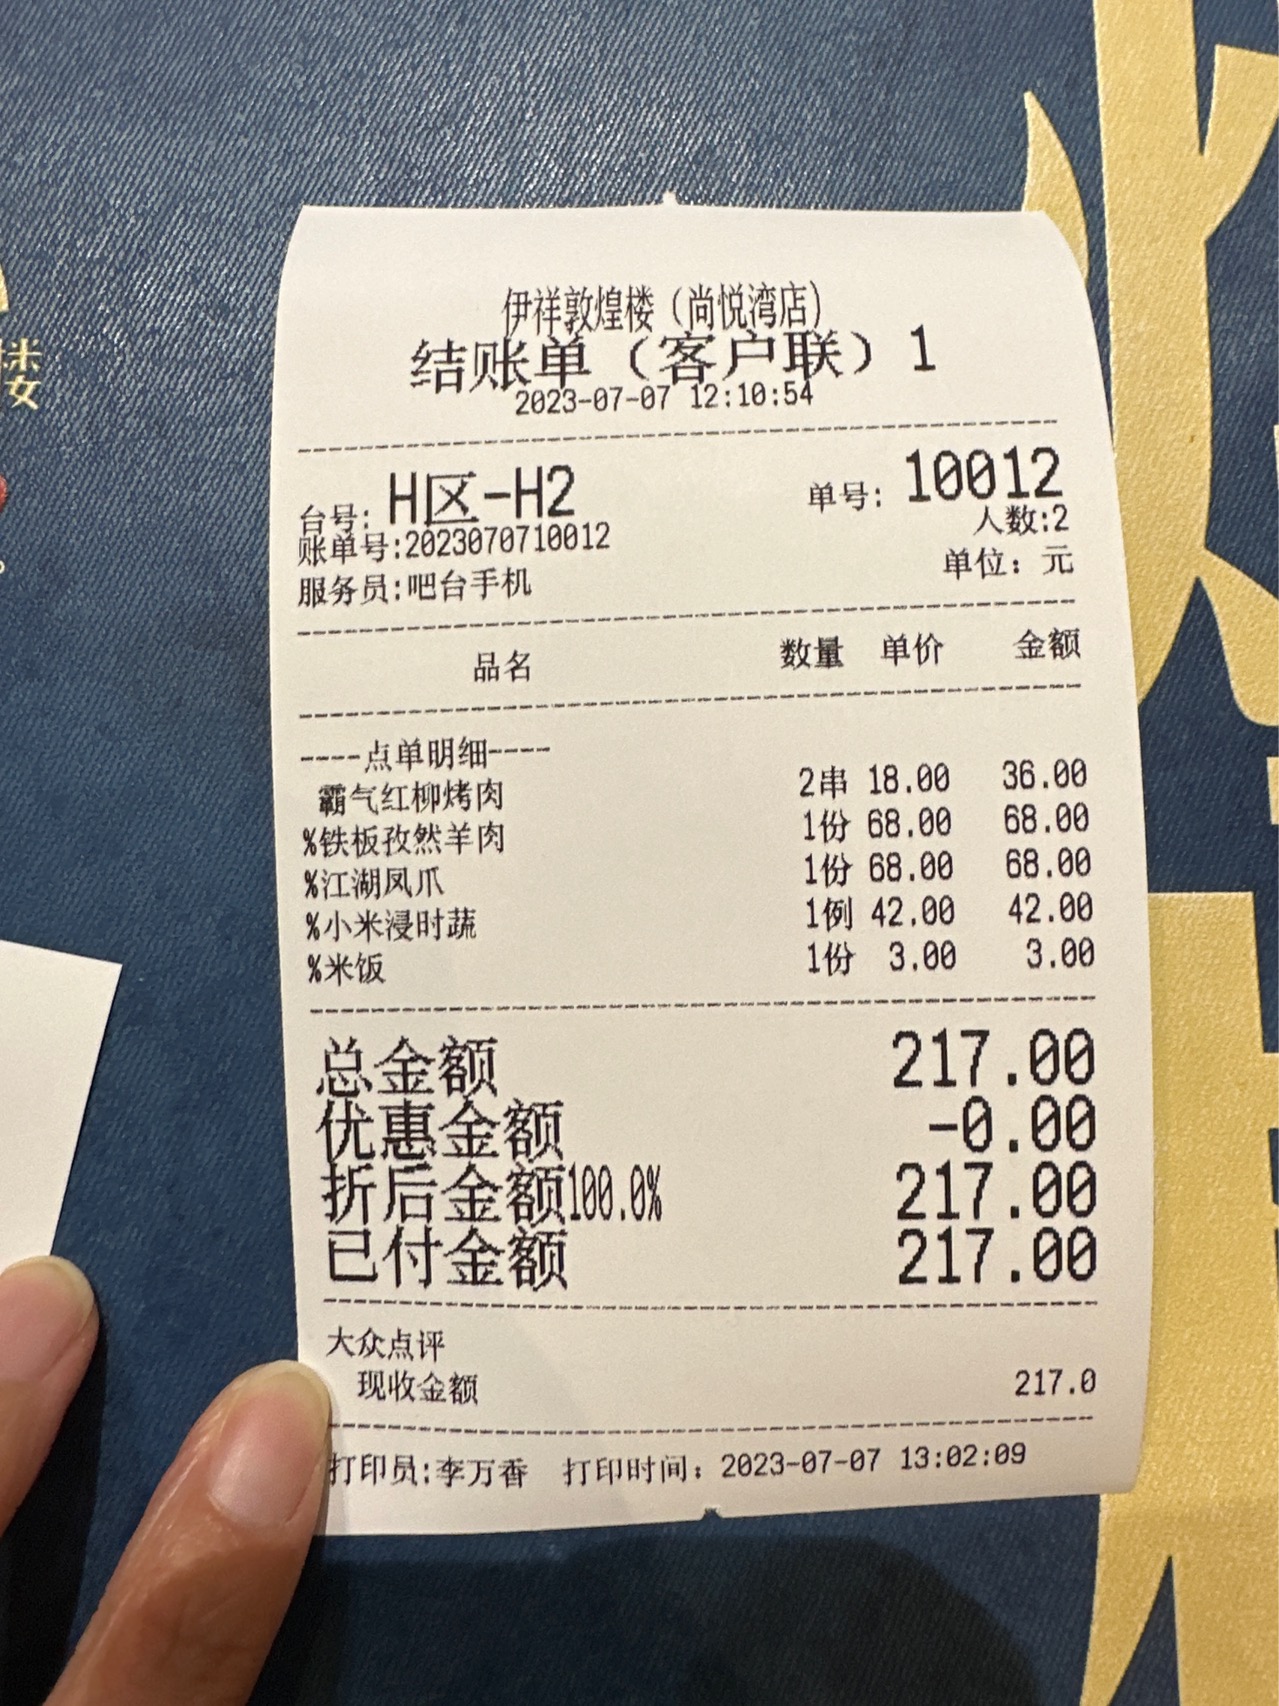 楼
伊祥敦煌楼（尚悦湾店）
结账单（客户联）1
2023-07-07 12:10:54
台号: H区-H2 单号: 10012
人数:2
账单号:2023070710012
服务员:吧台手机 单位: 元
品名 数量 单价 金额
----点单明细----
霸气红柳烤肉 2串 18.00 36.00
%铁板孜然羊肉 1份 68.00 68.00
%江湖凤爪 1份 68.00 68.00
%小米浸时蔬 1例 42.00 42.00
%米饭 1份 3.00 3.00
总金额 217.00
优惠金额 -0.00
折后金额100.0% 217.00
已付金额 217.00
大众点评
现收金额 217.0
打印员:李万香 打印时间: 2023-07-07 13:02:09